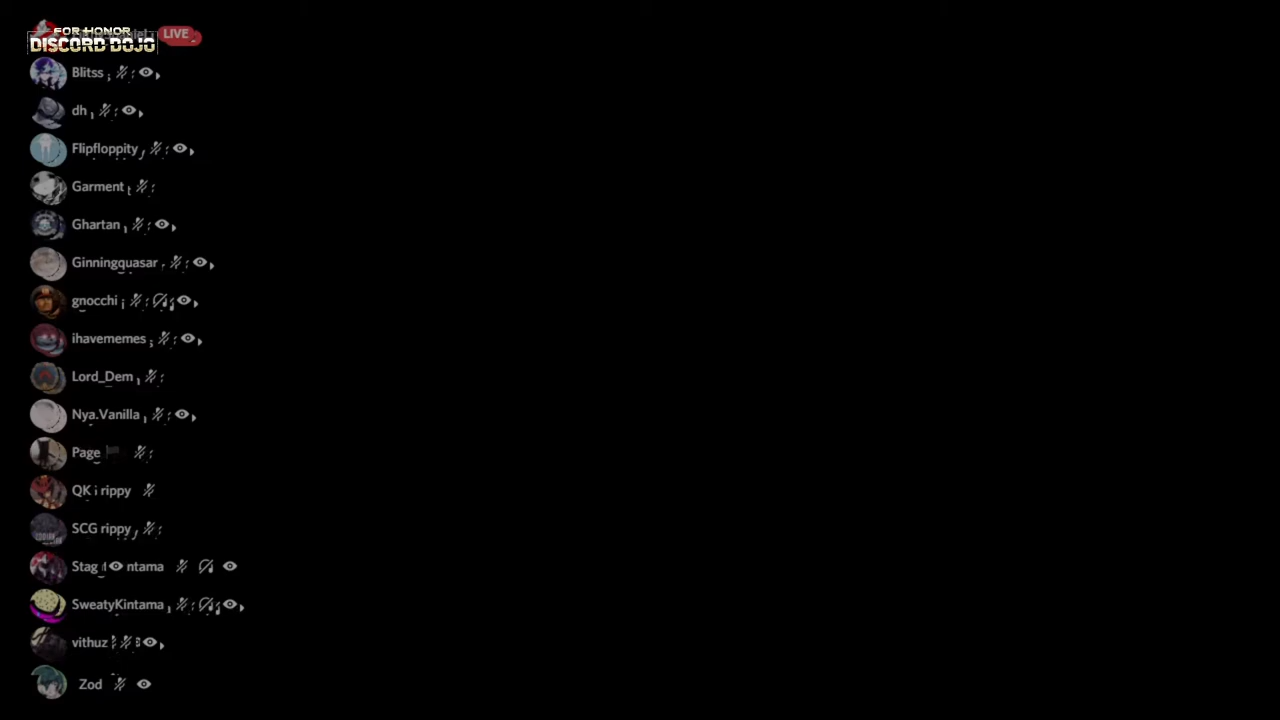 FOR HONOR
DISCORD DOJO
LIVE
Blitss
dh
Flipfloppity
Garment
Ghartan
Ginningquasar
gnocchi
ihavememes
Lord_Dem
Nya.Vanilla
Page
QK rippy
SCG rippy
Stag ntama
SweatyKintama
vithuz
Zod